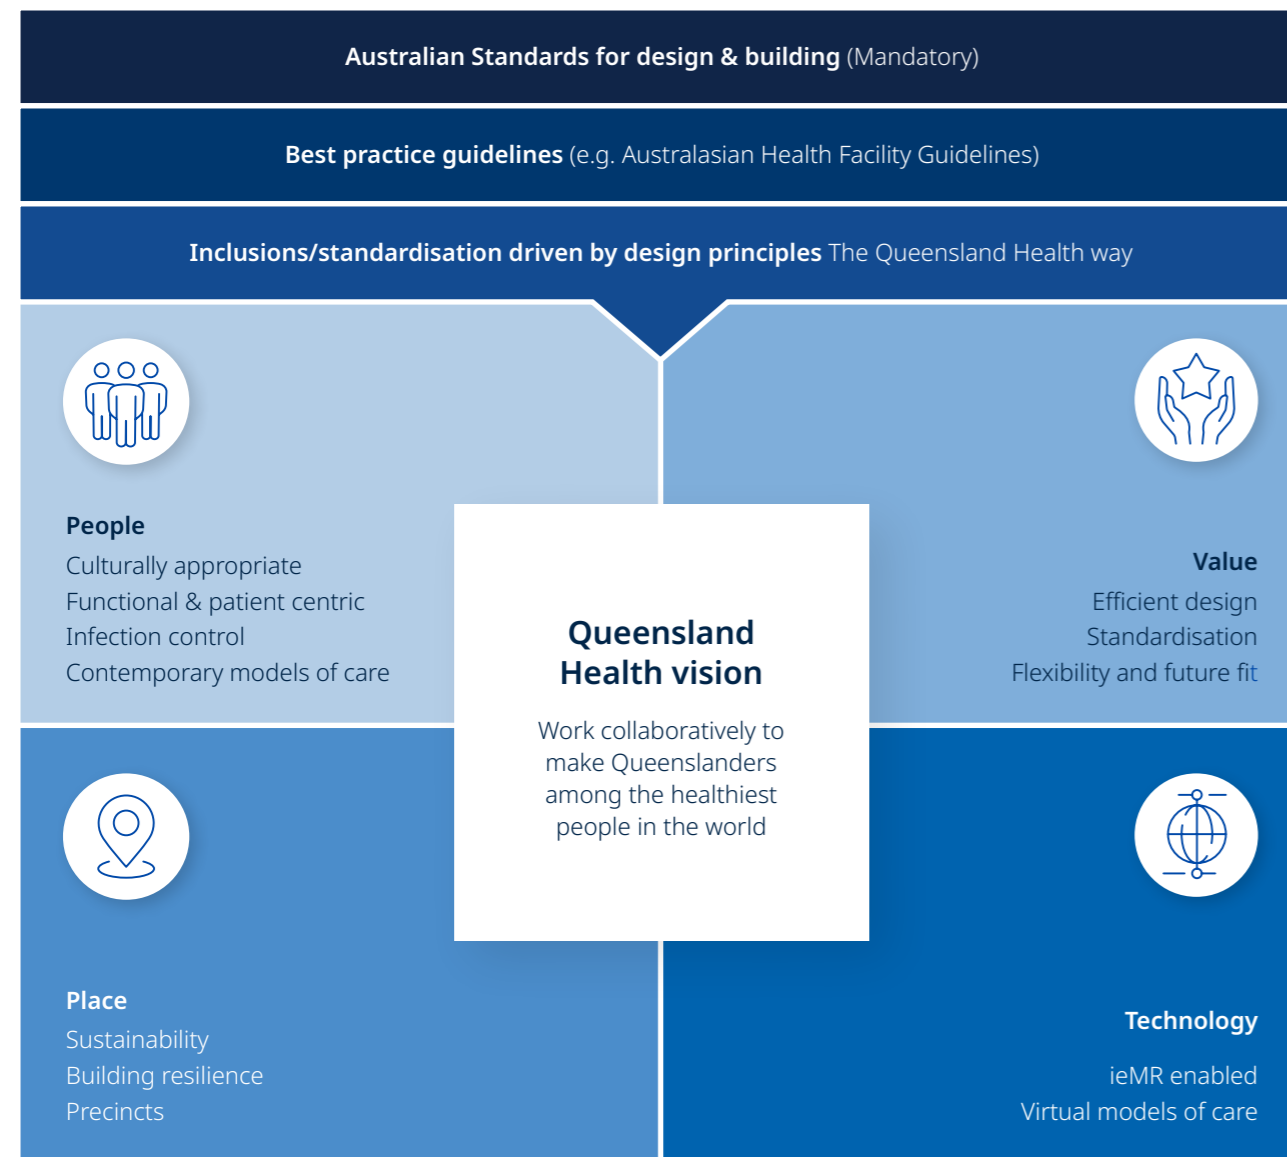 Australian Standards for design & building (Mandatory)
Best practice guidelines (e.g. Australasian Health Facility Guidelines)
Inclusions/standardisation driven by design principles The Queensland Health way
People
Culturally appropriate
Functional & patient centric
Infection control
Contemporary models of care
Value
Efficient design
Standardisation
Flexibility and future fit
Queensland
Health vision
Work collaboratively to
make Queenslanders
among the healthiest
people in the world
Place
Sustainability
Building resilience
Precincts
Technology
ieMR enabled
Virtual models of care